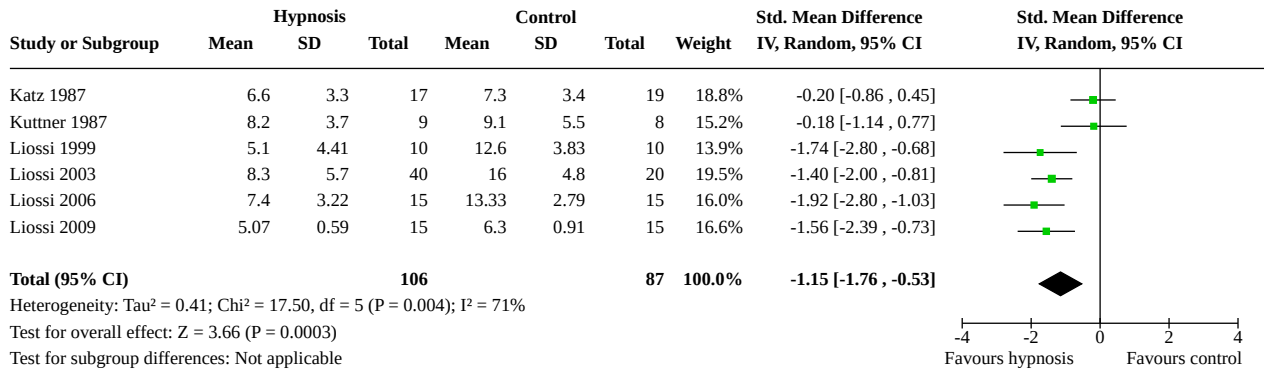 Hypnosis Control Std. Mean Difference Std. Mean Difference
Study or Subgroup Mean SD Total Mean SD Total Weight IV, Random, 95% CI IV, Random, 95% CI
Katz 1987 6.6 3.3 17 7.3 3.4 19 18.8% -0.20 [-0.86 , 0.45]
Kuttner 1987 8.2 3.7 9 9.1 5.5 8 15.2% -0.18 [-1.14 , 0.77]
Liossi 1999 5.1 4.41 10 12.6 3.83 10 13.9% -1.74 [-2.80 , -0.68]
Liossi 2003 8.3 5.7 40 16 4.8 20 19.5% -1.40 [-2.00 , -0.81]
Liossi 2006 7.4 3.22 15 13.33 2.79 15 16.0% -1.92 [-2.80 , -1.03]
Liossi 2009 5.07 0.59 15 6.3 0.91 15 16.6% -1.56 [-2.39 , -0.73]
Total (95% CI) 106 87 100.0% -1.15 [-1.76 , -0.53]
Heterogeneity: Tau² = 0.41; Chi² = 17.50, df = 5 (P = 0.004); I² = 71%
Test for overall effect: Z = 3.66 (P = 0.0003) -4 -2 0 2 4
Test for subgroup differences: Not applicable Favours hypnosis Favours control